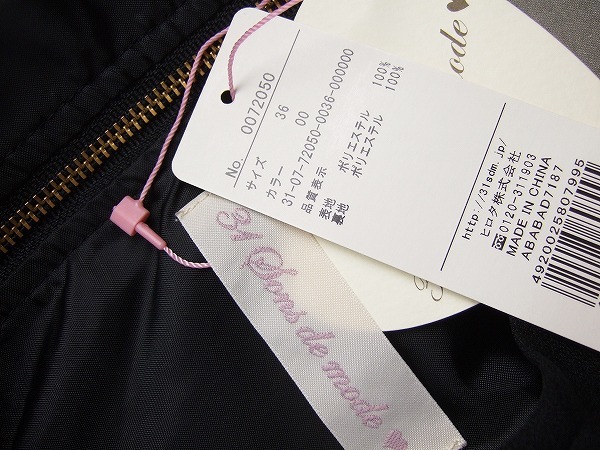 No. 0072050
サイズ 36
カラー 00
31-07-72050-0036-000000
品質表示
表地 ポリエステル 100%
裏地 ポリエステル 100%
http://31sdm.jp/
ヒロタ株式会社
0120-311903
MADE IN CHINA
ABABAD7187
4920025807995
ode ♥
31 Sons de mode ♥